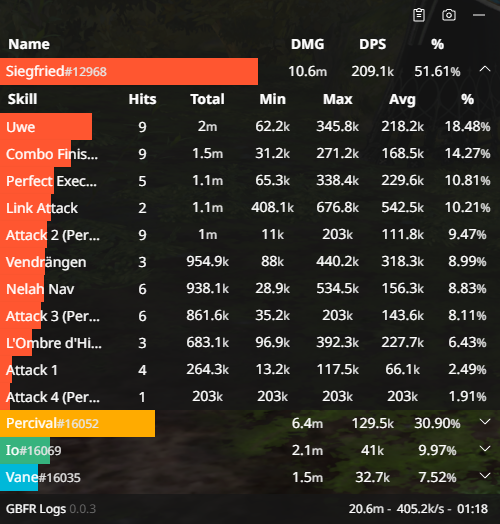 Name DMG DPS %
Siegfried#12968 10.6m 209.1k 51.61%
Skill Hits Total Min Max Avg %
Uwe 9 2m 62.2k 345.8k 218.2k 18.48%
Combo Finis... 9 1.5m 31.2k 271.2k 168.5k 14.27%
Perfect Exec... 5 1.1m 65.3k 338.4k 229.6k 10.81%
Link Attack 2 1.1m 408.1k 676.8k 542.5k 10.21%
Attack 2 (Per... 9 1m 11k 203k 111.8k 9.47%
Vendrängen 3 954.9k 88k 440.2k 318.3k 8.99%
Nelah Nav 6 938.1k 28.9k 534.5k 156.3k 8.83%
Attack 3 (Per... 6 861.6k 35.2k 203k 143.6k 8.11%
L'Ombre d'Hi... 3 683.1k 96.9k 392.3k 227.7k 6.43%
Attack 1 4 264.3k 13.2k 117.5k 66.1k 2.49%
Attack 4 (Per... 1 203k 203k 203k 203k 1.91%
Percival#16052 6.4m 129.5k 30.90%
Io#16069 2.1m 41k 9.97%
Vane#16035 1.5m 32.7k 7.52%
GBFR Logs 0.0.3 20.6m - 405.2k/s - 01:18